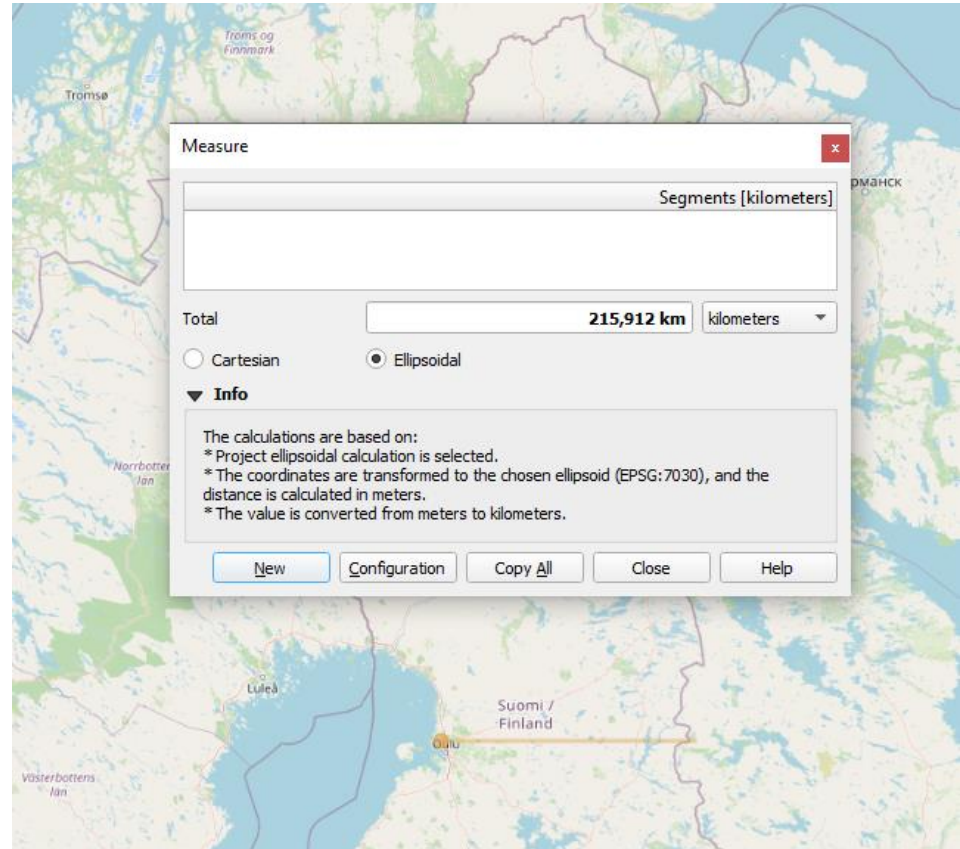 Troms og
Finnmark
Tromsø
Measure
x
рманск
Segments [kilometers]
Total
215,912 km
kilometers
Cartesian
Ellipsoidal
Info
The calculations are based on:
* Project ellipsoidal calculation is selected.
* The coordinates are transformed to the chosen ellipsoid (EPSG:7030), and the
distance is calculated in meters.
* The value is converted from meters to kilometers.
Norrbotten
län
New
Configuration
Copy All
Close
Help
Luleå
Suomi /
Finland
Oulu
Västerbottens
län